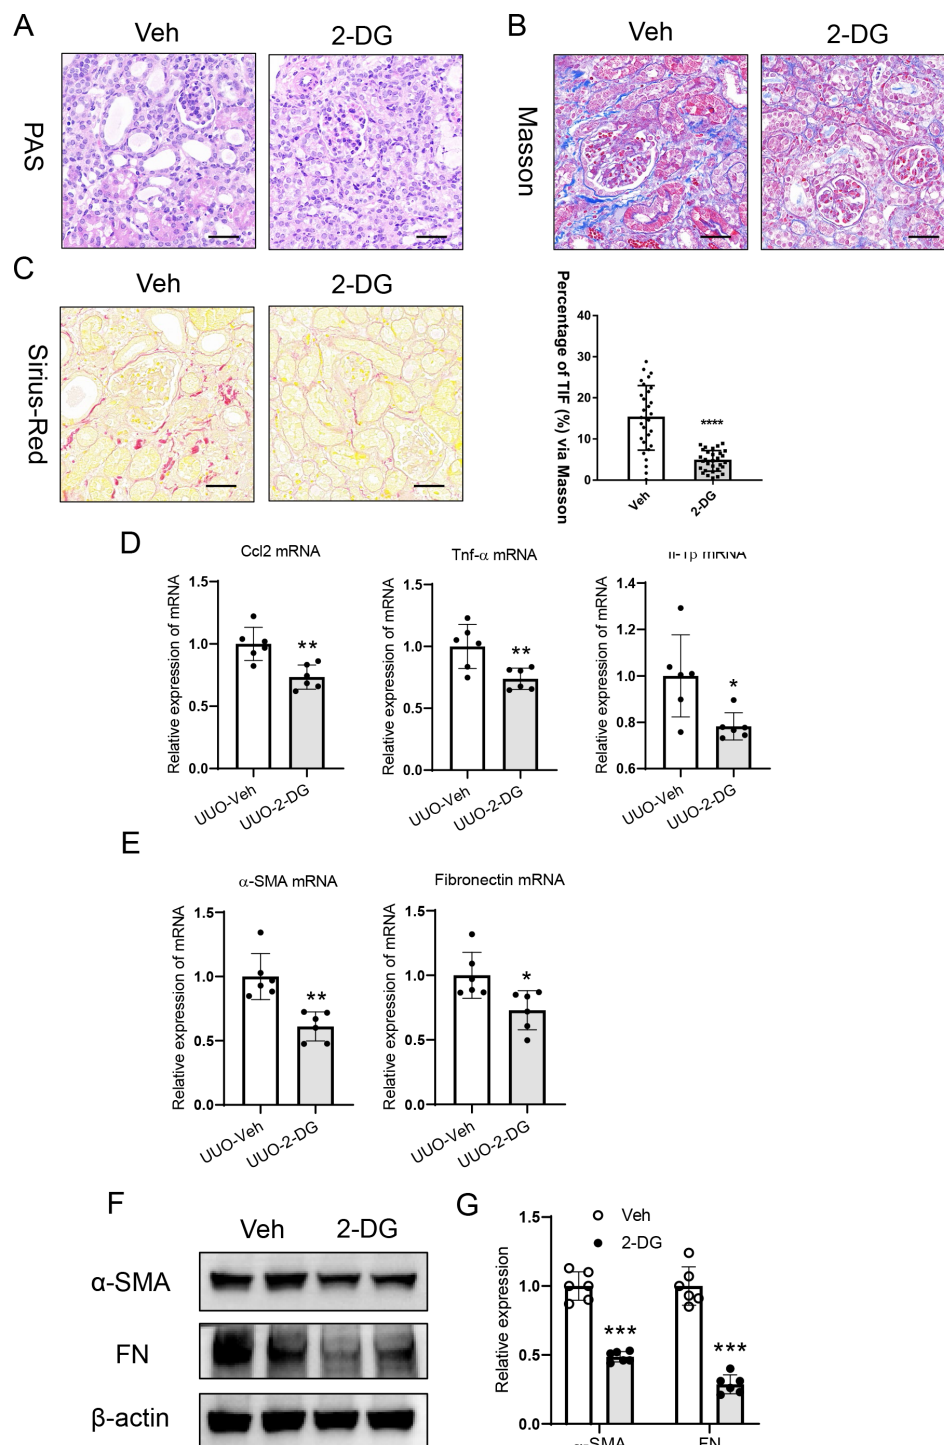 A
Veh
2-DG
PAS
B
Veh
2-DG
Masson
C
Veh
2-DG
Sirius-Red
Percentage of TIF (%) via Masson
40
30
20
10
0
****
Veh
2-DG
D
Ccl2 mRNA
Relative expression of mRNA
1.5
1.0
0.5
0.0
**
UUO-Veh
UUO-2-DG
Tnf-α mRNA
Relative expression of mRNA
1.5
1.0
0.5
0.0
**
UUO-Veh
UUO-2-DG
Il-1β mRNA
Relative expression of mRNA
1.4
1.2
1.0
0.8
0.6
*
UUO-Veh
UUO-2-DG
E
α-SMA mRNA
Relative expression of mRNA
1.5
1.0
0.5
0.0
**
UUO-Veh
UUO-2-DG
Fibronectin mRNA
Relative expression of mRNA
1.5
1.0
0.5
0.0
*
UUO-Veh
UUO-2-DG
F
Veh
2-DG
α-SMA
FN
β-actin
G
Veh
2-DG
Relative expression
1.5
1.0
0.5
0.0
***
***
α-SMA
FN